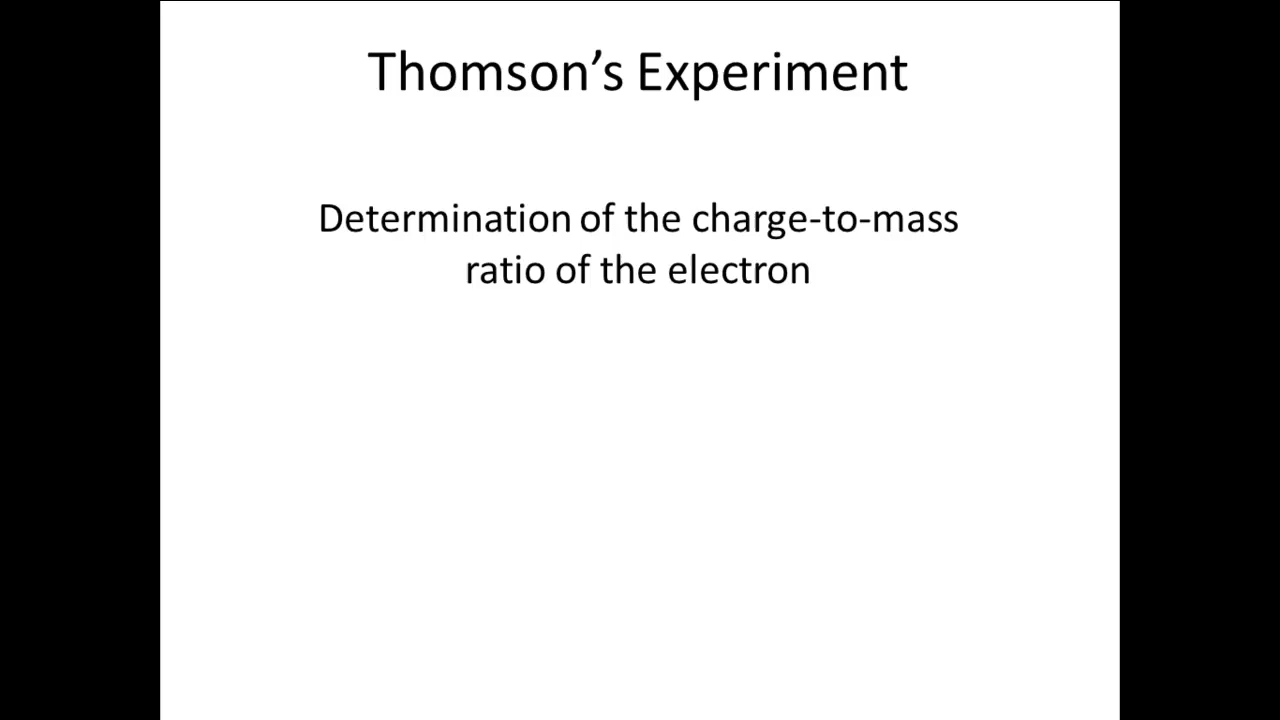 Thomson’s Experiment
Determination of the charge-to-mass
ratio of the electron